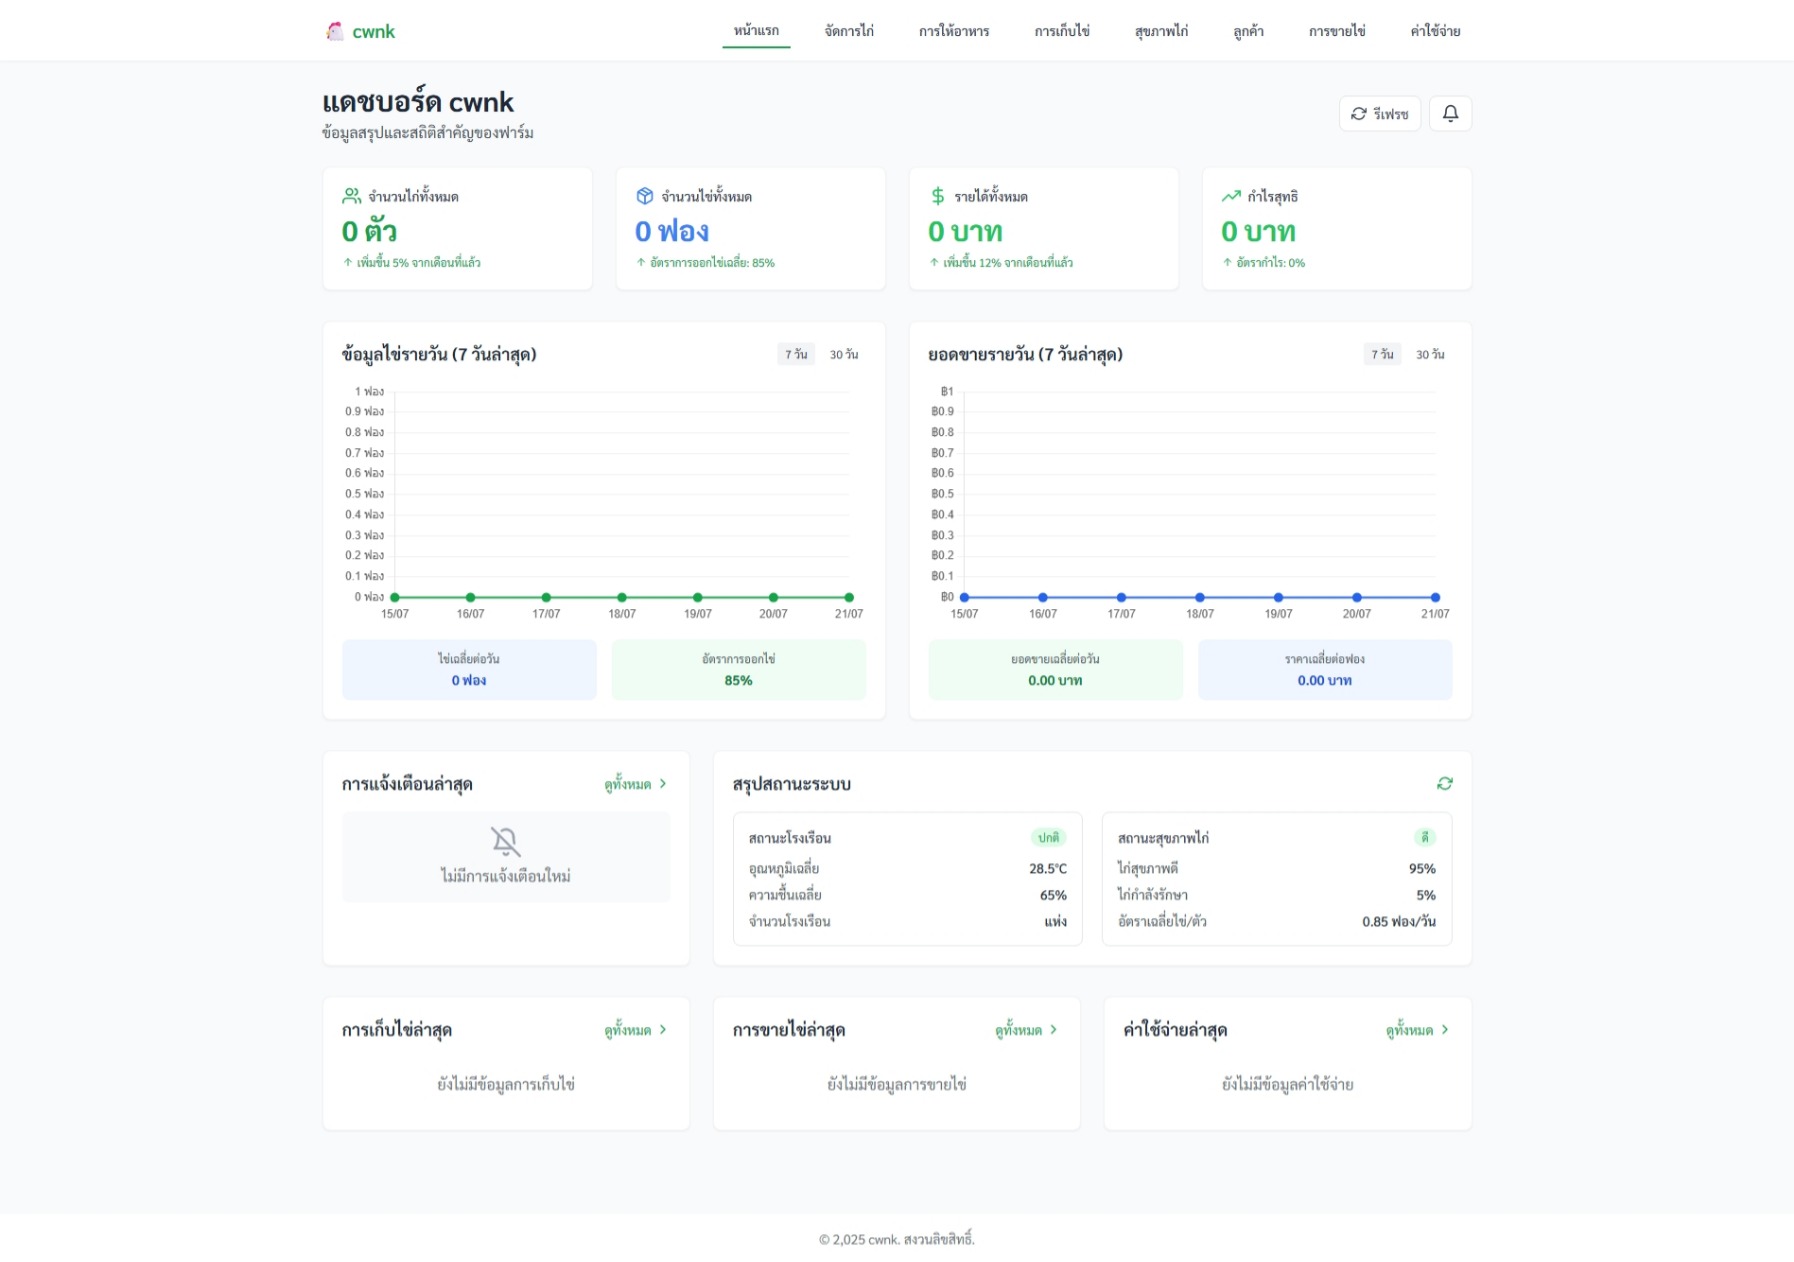 cwnk
หน้าแรก จัดการไก่ การให้อาหาร การเก็บไข่ สุขภาพไก่ ลูกค้า การขายไข่ ค่าใช้จ่าย
แดชบอร์ด cwnk
ข้อมูลสรุปและสถิติสำคัญของฟาร์ม
รีเฟรช
จำนวนไก่ทั้งหมด
0 ตัว
↑ เพิ่มขึ้น 5% จากเดือนที่แล้ว
จำนวนไข่ทั้งหมด
0 ฟอง
↑ อัตราการออกไข่เฉลี่ย: 85%
รายได้ทั้งหมด
0 บาท
↑ เพิ่มขึ้น 12% จากเดือนที่แล้ว
กำไรสุทธิ
0 บาท
↑ อัตรากำไร: 0%
ข้อมูลไข่รายวัน (7 วันล่าสุด)
7 วัน 30 วัน
1 ฟอง
0.9 ฟอง
0.8 ฟอง
0.7 ฟอง
0.6 ฟอง
0.5 ฟอง
0.4 ฟอง
0.3 ฟอง
0.2 ฟอง
0.1 ฟอง
0 ฟอง
15/07 16/07 17/07 18/07 19/07 20/07 21/07
ไข่เฉลี่ยต่อวัน
0 ฟอง
อัตราการออกไข่
85%
ยอดขายรายวัน (7 วันล่าสุด)
7 วัน 30 วัน
฿1
฿0.9
฿0.8
฿0.7
฿0.6
฿0.5
฿0.4
฿0.3
฿0.2
฿0.1
฿0
15/07 16/07 17/07 18/07 19/07 20/07 21/07
ยอดขายเฉลี่ยต่อวัน
0.00 บาท
ราคาเฉลี่ยต่อฟอง
0.00 บาท
การแจ้งเตือนล่าสุด
ดูทั้งหมด
ไม่มีการแจ้งเตือนใหม่
สรุปสถานะระบบ
สถานะโรงเรือน ปกติ
อุณหภูมิเฉลี่ย 28.5°C
ความชื้นเฉลี่ย 65%
จำนวนโรงเรือน แห่ง
สถานะสุขภาพไก่ ดี
ไก่สุขภาพดี 95%
ไก่กำลังรักษา 5%
อัตราเฉลี่ยไข่/ตัว 0.85 ฟอง/วัน
การเก็บไข่ล่าสุด
ดูทั้งหมด
ยังไม่มีข้อมูลการเก็บไข่
การขายไข่ล่าสุด
ดูทั้งหมด
ยังไม่มีข้อมูลการขายไข่
ค่าใช้จ่ายล่าสุด
ดูทั้งหมด
ยังไม่มีข้อมูลค่าใช้จ่าย
© 2,025 cwnk. สงวนลิขสิทธิ์.